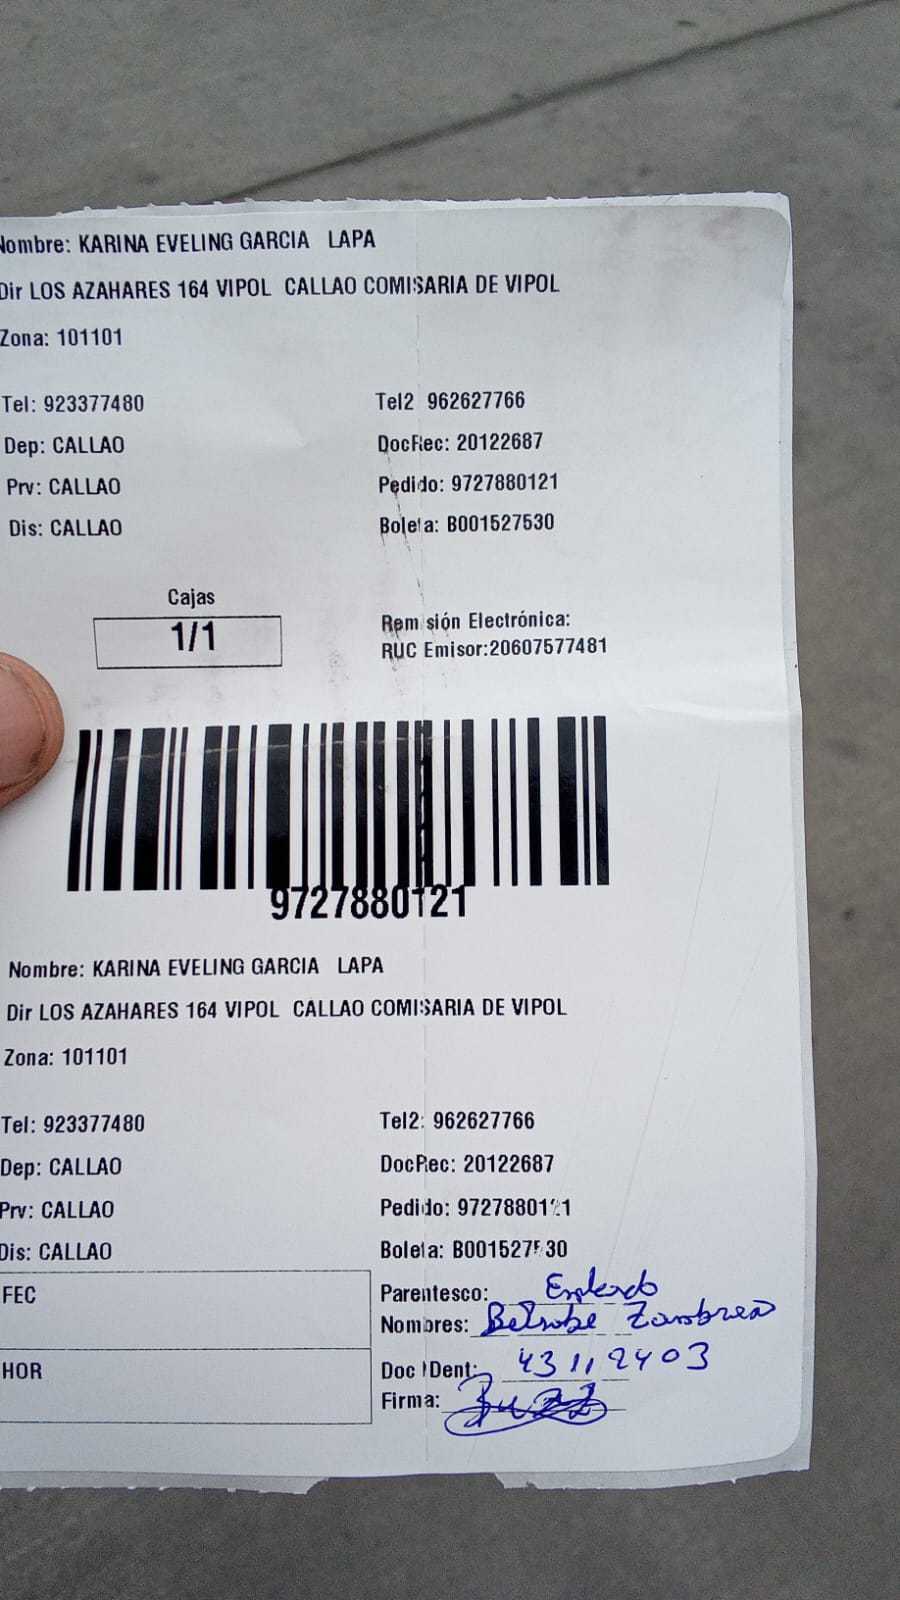 Nombre: KARINA EVELING GARCIA LAPA
Dir LOS AZAHARES 164 VIPOL CALLAO COMISARIA DE VIPOL
Zona: 101101
Tel: 923377480 Tel2 962627766
Dep: CALLAO DocRec: 20122687
Prv: CALLAO Pedido: 9727880121
Dis: CALLAO Boleta: B001527530
Cajas
1/1
Remisión Electrónica:
RUC Emisor:20607577481
9727880121
Nombre: KARINA EVELING GARCIA LAPA
Dir LOS AZAHARES 164 VIPOL CALLAO COMISARIA DE VIPOL
Zona: 101101
Tel: 923377480 Tel2: 962627766
Dep: CALLAO DocRec: 20122687
Prv: CALLAO Pedido: 9727880121
Dis: CALLAO Boleta: B001527530
FEC
Parentesco:
Nombres:
HOR
Doc IDent: 43112403
Firma: